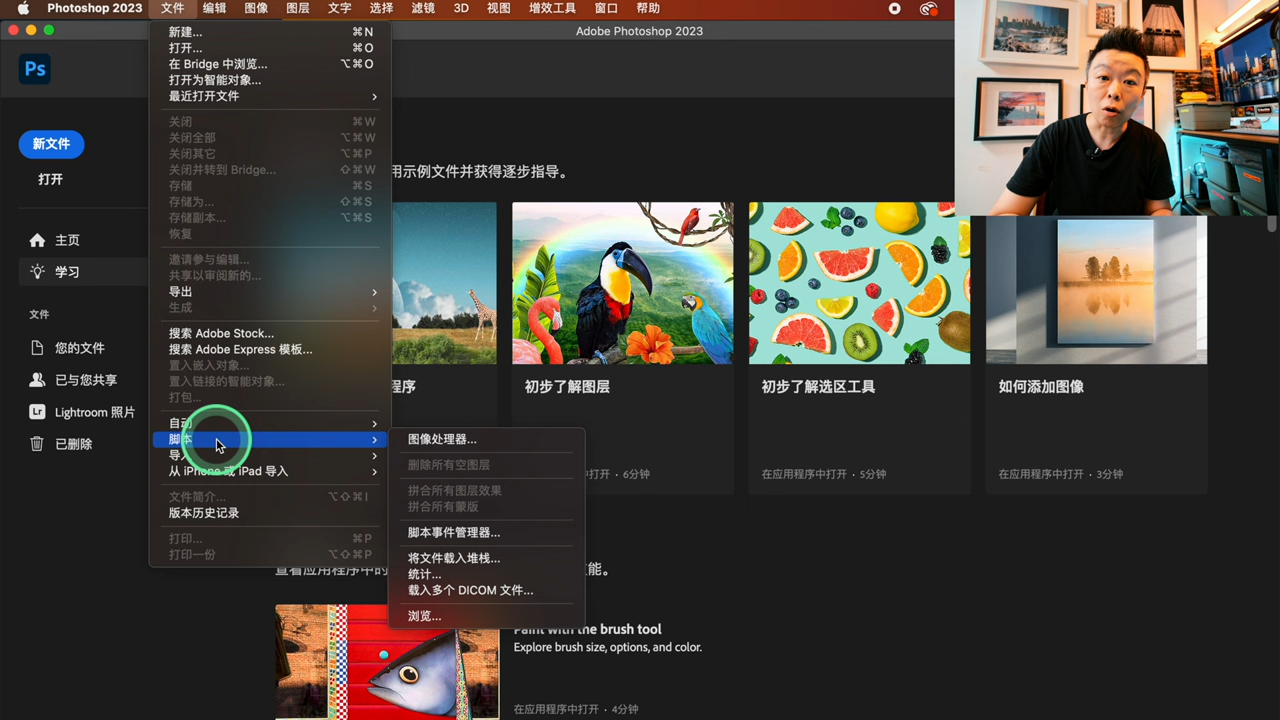 Photoshop 2023 文件 编辑 图像 图层 文字 选择 滤镜 3D 视图 增效工具 窗口 帮助
Adobe Photoshop 2023
Ps
新文件
打开
主页
学习
文件
您的文件
已与您共享
Lr Lightroom 照片
已删除
新建... ⌘N
打开... ⌘O
在 Bridge 中浏览... ⌥⌘O
打开为智能对象...
最近打开文件
关闭 ⌘W
关闭全部 ⌥⌘W
关闭其它 ⌥⌘P
关闭并转到 Bridge... ⇧⌘W
存储 ⌘S
存储为... ⇧⌘S
存储副本... ⌥⌘S
恢复
邀请参与编辑...
共享以审阅新的...
导出
生成
搜索 Adobe Stock...
搜索 Adobe Express 模板...
置入嵌入对象...
置入链接的智能对象...
打包...
自动
脚本
导入
从 iPhone 或 iPad 导入
文件简介... ⌥⇧⌘I
版本历史记录
打印... ⌘P
打印一份 ⌥⇧⌘P
图像处理器...
删除所有空图层
拼合所有图层效果
拼合所有蒙版
脚本事件管理器...
将文件载入堆栈...
统计...
载入多个 DICOM 文件...
浏览...
用示例文件并获得逐步指导。
程序
初步了解图层
中打开 · 6分钟
初步了解选区工具
在应用程序中打开 · 5分钟
如何添加图像
在应用程序中打开 · 3分钟
查看应用程序中的
能。
Paint with the brush tool
Explore brush size, options, and color.
在应用程序中打开 · 4分钟